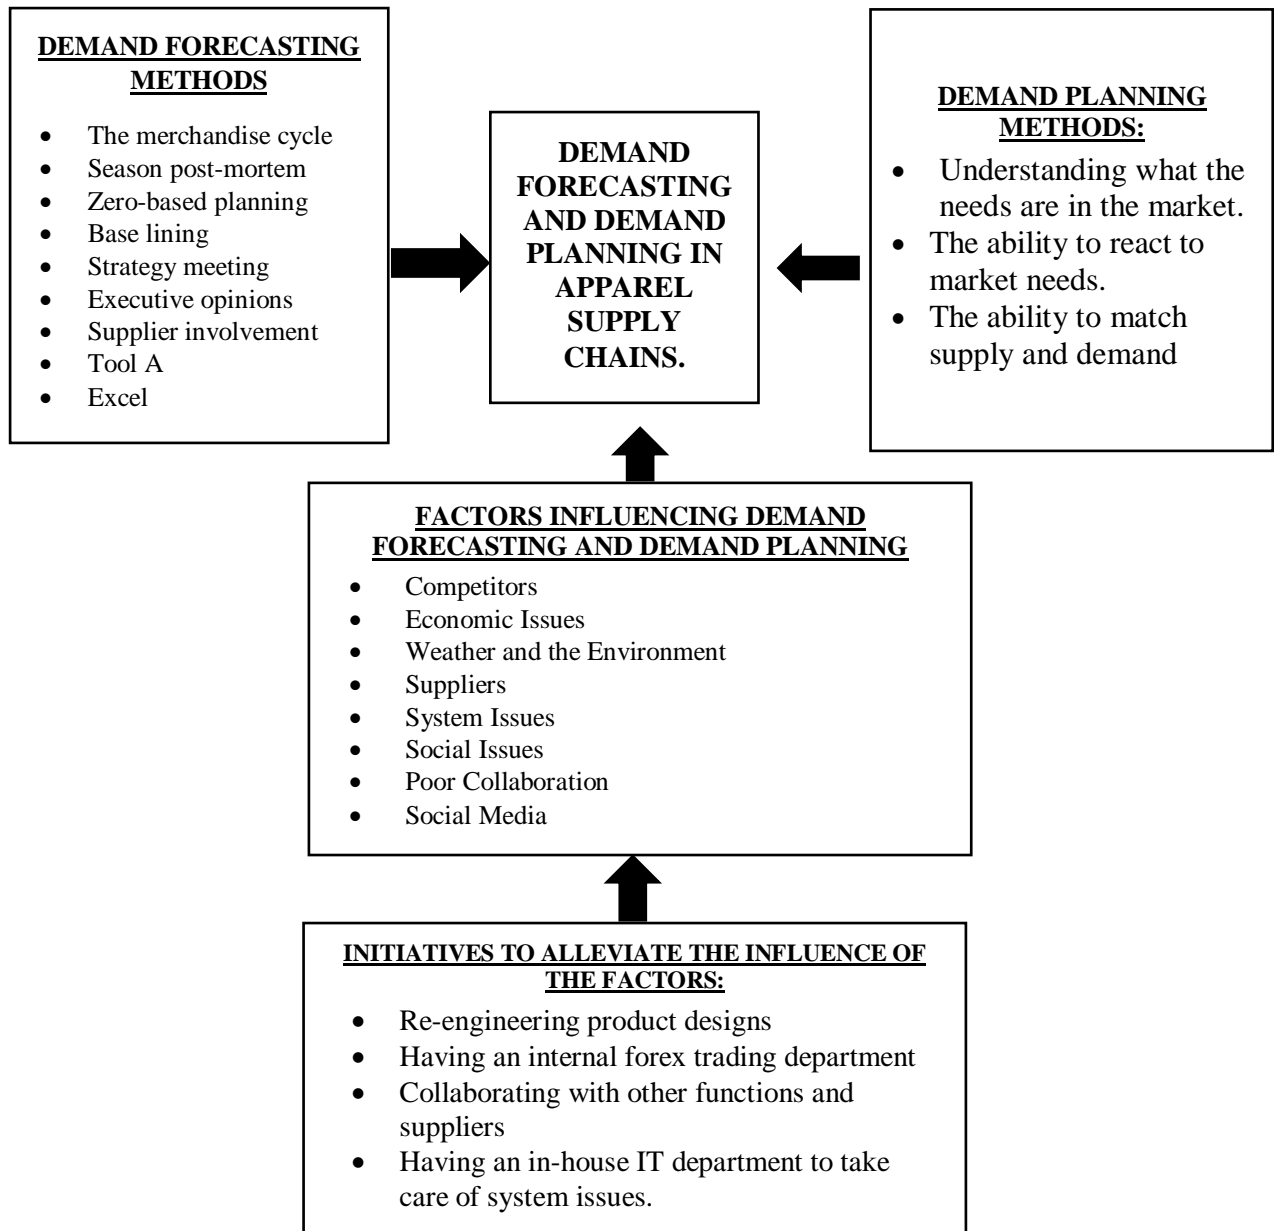 DEMAND FORECASTING
METHODS
• The merchandise cycle
• Season post-mortem
• Zero-based planning
• Base lining
• Strategy meeting
• Executive opinions
• Supplier involvement
• Tool A
• Excel
DEMAND
FORECASTING
AND DEMAND
PLANNING IN
APPAREL
SUPPLY
CHAINS.
DEMAND PLANNING
METHODS:
• Understanding what the
needs are in the market.
• The ability to react to
market needs.
• The ability to match
supply and demand
FACTORS INFLUENCING DEMAND
FORECASTING AND DEMAND PLANNING
• Competitors
• Economic Issues
• Weather and the Environment
• Suppliers
• System Issues
• Social Issues
• Poor Collaboration
• Social Media
INITIATIVES TO ALLEVIATE THE INFLUENCE OF
THE FACTORS:
• Re-engineering product designs
• Having an internal forex trading department
• Collaborating with other functions and
suppliers
• Having an in-house IT department to take
care of system issues.